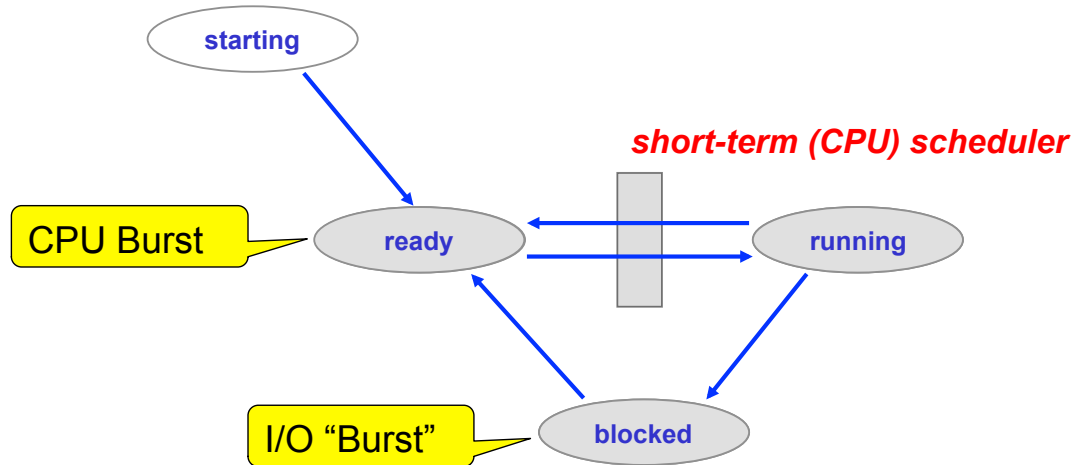 starting
short-term (CPU) scheduler
CPU Burst
ready
running
I/O “Burst”
blocked